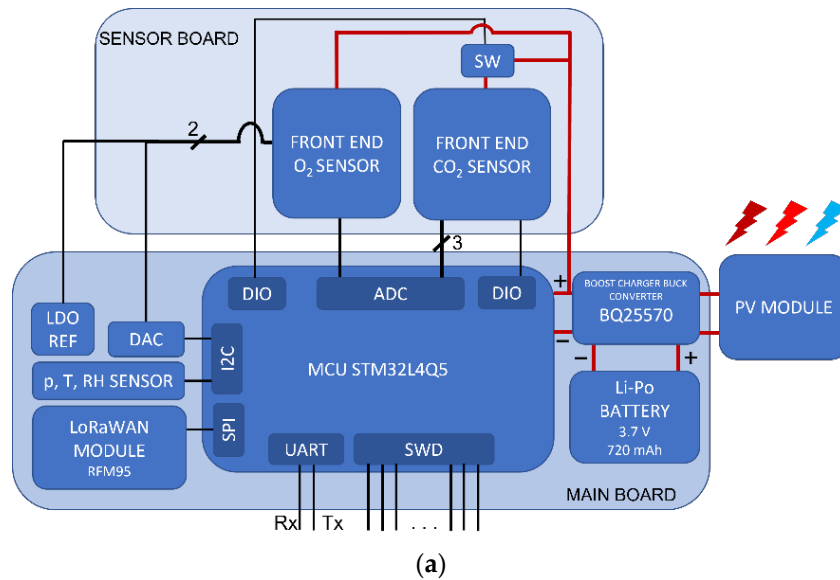 SENSOR BOARD
SW
2
FRONT END
O₂ SENSOR
FRONT END
CO₂ SENSOR
3
DIO
ADC
DIO
+
−
BOOST CHARGER BUCK
CONVERTER
BQ25570
PV MODULE
LDO
REF
DAC
I2C
p, T, RH SENSOR
MCU STM32L4Q5
− +
Li-Po
BATTERY
3.7 V
720 mAh
LoRaWAN
MODULE
RFM95
SPI
UART
SWD
MAIN BOARD
Rx Tx . . .
(a)